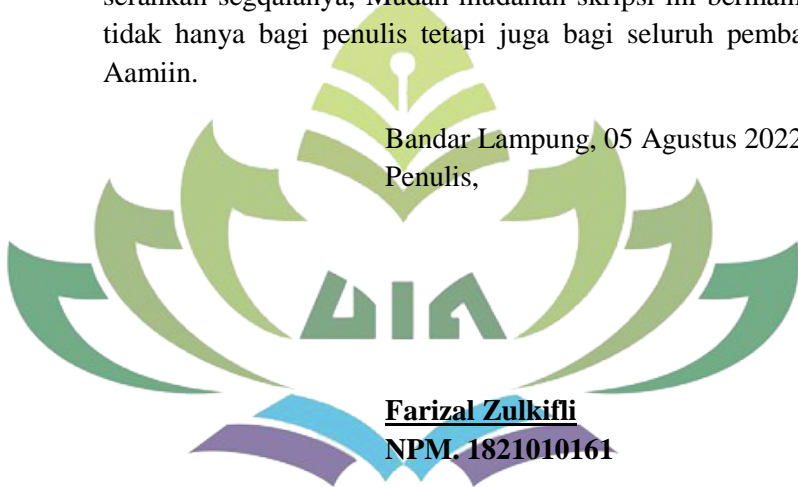 tidak hanya bagi penulis tetapi juga bagi seluruh pemba
Aamiin.
Bandar Lampung, 05 Agustus 2022
Penulis,
UIN
Farizal Zulkifli
NPM. 1821010161